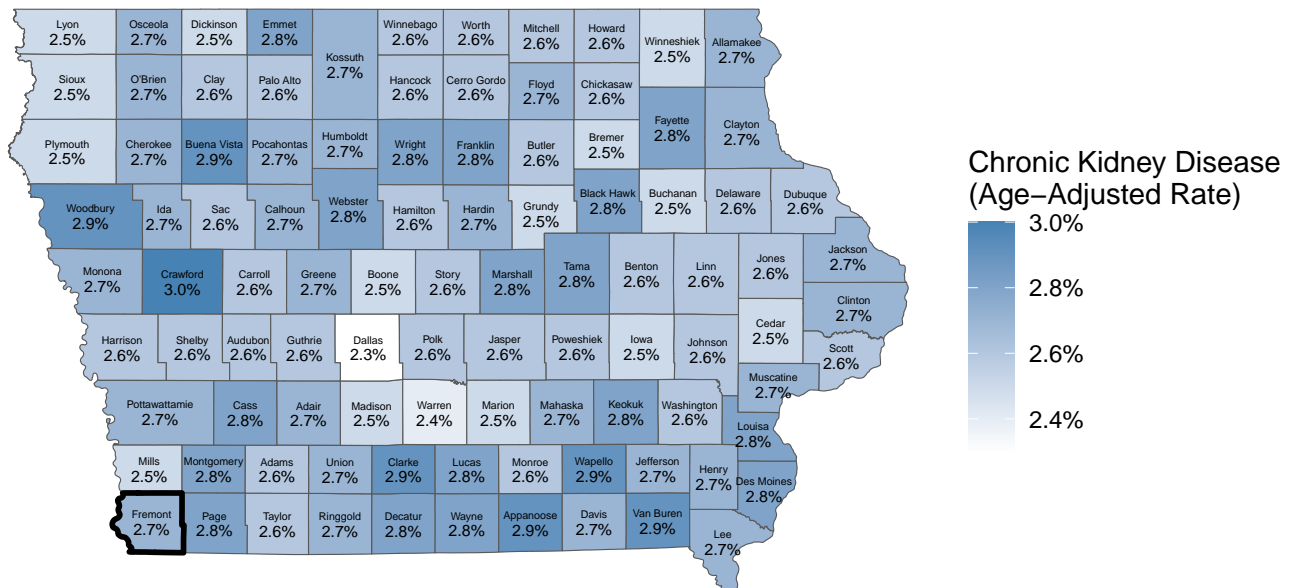 Lyon
2.5%
Osceola
2.7%
Dickinson
2.5%
Emmet
2.8%
Kossuth
2.7%
Winnebago
2.6%
Worth
2.6%
Mitchell
2.6%
Howard
2.6%
Winneshiek
2.5%
Allamakee
2.7%
Sioux
2.5%
O'Brien
2.7%
Clay
2.6%
Palo Alto
2.6%
Hancock
2.6%
Cerro Gordo
2.6%
Floyd
2.7%
Chickasaw
2.6%
Fayette
2.8%
Clayton
2.7%
Plymouth
2.5%
Cherokee
2.7%
Buena Vista
2.9%
Pocahontas
2.7%
Humboldt
2.7%
Wright
2.8%
Franklin
2.8%
Butler
2.6%
Bremer
2.5%
Woodbury
2.9%
Ida
2.7%
Sac
2.6%
Calhoun
2.7%
Webster
2.8%
Hamilton
2.6%
Hardin
2.7%
Grundy
2.5%
Black Hawk
2.8%
Buchanan
2.5%
Delaware
2.6%
Dubuque
2.6%
Monona
2.7%
Crawford
3.0%
Carroll
2.6%
Greene
2.7%
Boone
2.5%
Story
2.6%
Marshall
2.8%
Tama
2.8%
Benton
2.6%
Linn
2.6%
Jones
2.6%
Jackson
2.7%
Clinton
2.7%
Harrison
2.6%
Shelby
2.6%
Audubon
2.6%
Guthrie
2.6%
Dallas
2.3%
Polk
2.6%
Jasper
2.6%
Poweshiek
2.6%
Iowa
2.5%
Johnson
2.6%
Cedar
2.5%
Scott
2.6%
Muscatine
2.7%
Pottawattamie
2.7%
Cass
2.8%
Adair
2.7%
Madison
2.5%
Warren
2.4%
Marion
2.5%
Mahaska
2.7%
Keokuk
2.8%
Washington
2.6%
Louisa
2.8%
Mills
2.5%
Montgomery
2.8%
Adams
2.6%
Union
2.7%
Clarke
2.9%
Lucas
2.8%
Monroe
2.6%
Wapello
2.9%
Jefferson
2.7%
Henry
2.7%
Des Moines
2.8%
Fremont
2.7%
Page
2.8%
Taylor
2.6%
Ringgold
2.7%
Decatur
2.8%
Wayne
2.8%
Appanoose
2.9%
Davis
2.7%
Van Buren
2.9%
Lee
2.7%
Chronic Kidney Disease
(Age−Adjusted Rate)
3.0%
2.8%
2.6%
2.4%